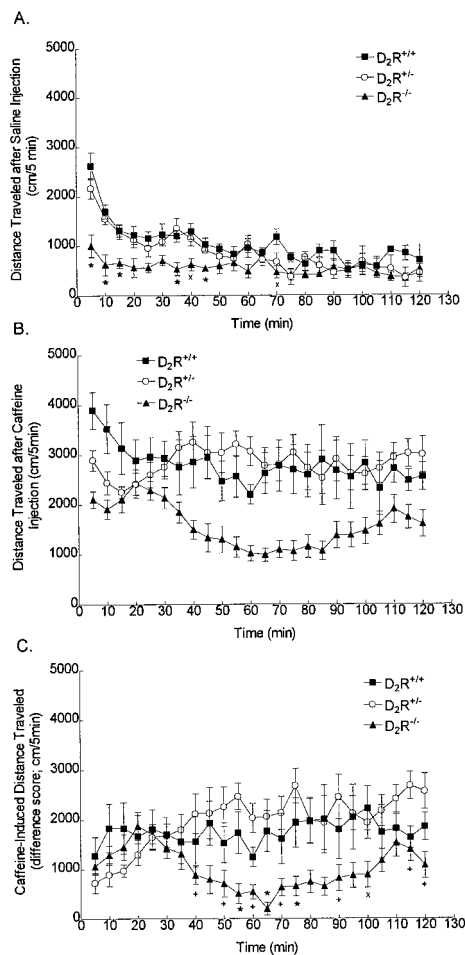 A.
5000
4000
3000
2000
1000
0
Distance Traveled after Saline Injection
(cm/5 min)
D₂R⁺/⁺
D₂R⁺/⁻
D₂R⁻/⁻
* * * * x * x
0 10 20 30 40 50 60 70 80 90 100 110 120 130
Time (min)
B.
5000
4000
3000
2000
1000
0
Distance Traveled after Caffeine
Injection (cm/5min)
D₂R⁺/⁺
D₂R⁺/⁻
D₂R⁻/⁻
0 10 20 30 40 50 60 70 80 90 100 110 120 130
Time (min)
C.
5000
4000
3000
2000
1000
0
Caffeine-Induced Distance Traveled
(difference score; cm/5min)
D₂R⁺/⁺
D₂R⁺/⁻
D₂R⁻/⁻
+ + * + * + * + x + +
0 10 20 30 40 50 60 70 80 90 100 110 120 130
Time (min)